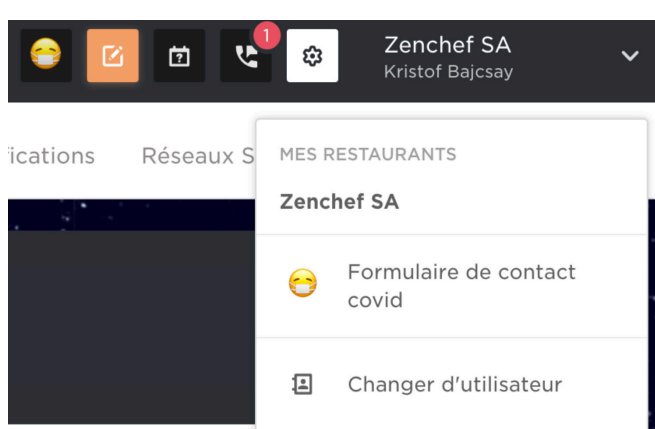 1
Zenchef SA
Kristof Bajcsay
Réseaux S
MES RESTAURANTS
Zenchef SA
Formulaire de contact
covid
Changer d'utilisateur